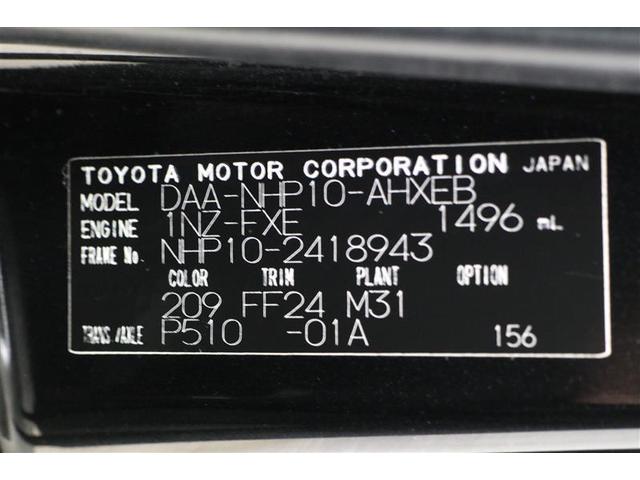 TOYOTA MOTOR CORPORATION JAPAN
MODEL DAA-NHP10-AHXEB
ENGINE 1NZ-FXE 1496 mL
FRAME No. NHP10-2418943
COLOR TRIM PLANT OPTION
209 FF24 M31
TRANS/AXLE P510 -01A 156